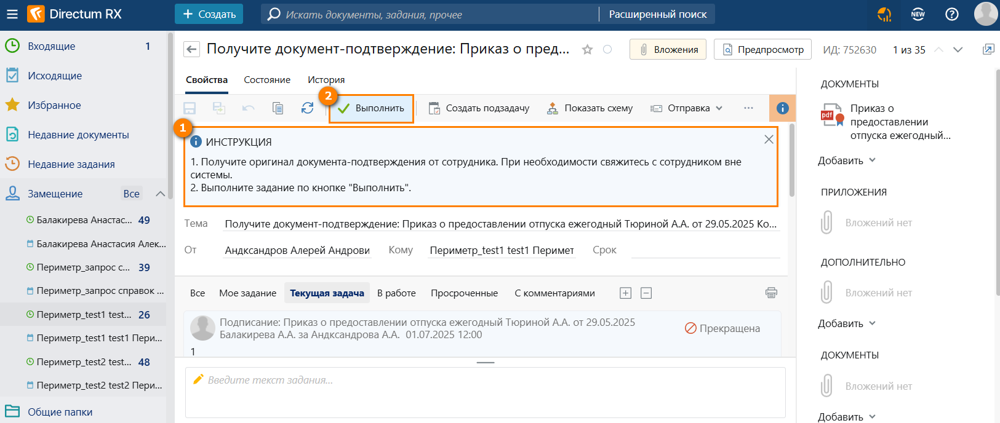 Directum RX
Создать
Искать документы, задания, прочее
Расширенный поиск
NEW
Входящие 1
Исходящие
Избранное
Недавние документы
Недавние задания
Замещение Все
Балакирева Анастас... 49
Балакирева Анастасия Алек...
Периметр_запрос с... 39
Периметр_запрос справок ...
Периметр_test1 test... 26
Периметр_test1 test1 Пери...
Периметр_test2 test... 48
Периметр_test2 test2 Пери...
Общие папки
Получите документ-подтверждение: Приказ о пред...
Вложения
Предпросмотр
ИД: 752630
1 из 35
Свойства Состояние История
2
Выполнить
Создать подзадачу
Показать схему
Отправка
...
1
ИНСТРУКЦИЯ
1. Получите оригинал документа-подтверждения от сотрудника. При необходимости свяжитесь с сотрудником вне
системы.
2. Выполните задание по кнопке "Выполнить".
Тема Получите документ-подтверждение: Приказ о предоставлении отпуска ежегодный Тюриной А.А. от 29.05.2025 Ко...
От Андксандров Алерей Андрови Кому Периметр_test1 test1 Перимет Срок
Все Мое задание Текущая задача В работе Просроченные С комментариями
Подписание: Приказ о предоставлении отпуска ежегодный Тюриной А.А. от 29.05.2025
Балакирева А.А. за Андксандрова А.А. 01.07.2025 12:00
Прекращена
1
Введите текст задания...
ДОКУМЕНТЫ
pdf
Приказ о
предоставлении
отпуска ежегодный...
Добавить
ПРИЛОЖЕНИЯ
Вложений нет
ДОПОЛНИТЕЛЬНО
Вложений нет
Добавить
ДОКУМЕНТЫ
Вложений нет
Добавить